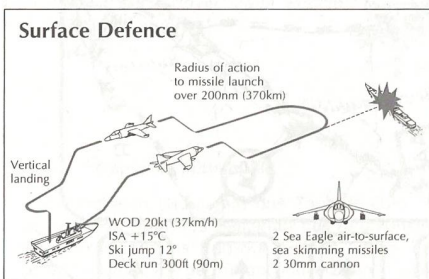 Surface Defence
Radius of action
to missile launch
over 200nm (370km)
Vertical
landing
WOD 20kt (37km/h)
ISA +15°C
Ski jump 12°
Deck run 300ft (90m)
2 Sea Eagle air-to-surface,
sea skimming missiles
2 30mm cannon